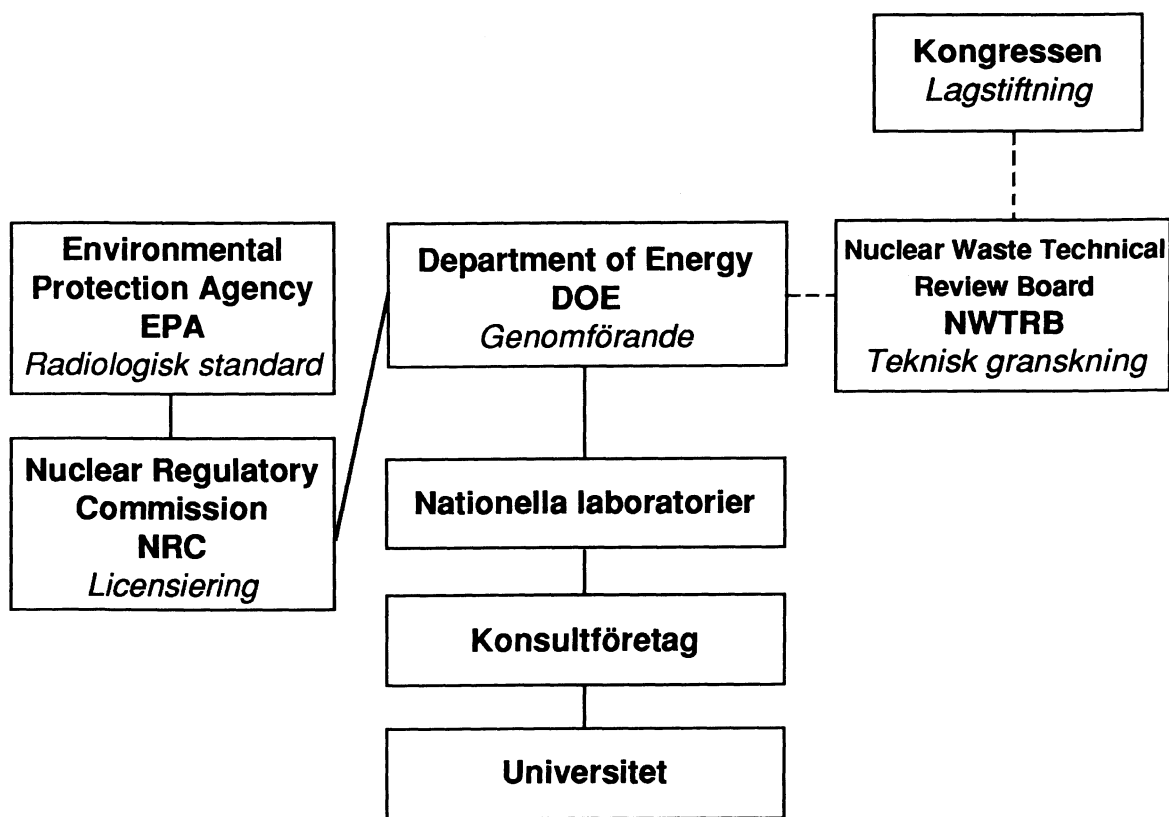 Kongressen
Lagstiftning
Environmental
Protection Agency
EPA
Radiologisk standard
Department of Energy
DOE
Genomförande
Nuclear Waste Technical
Review Board
NWTRB
Teknisk granskning
Nuclear Regulatory
Commission
NRC
Licensiering
Nationella laboratorier
Konsultföretag
Universitet